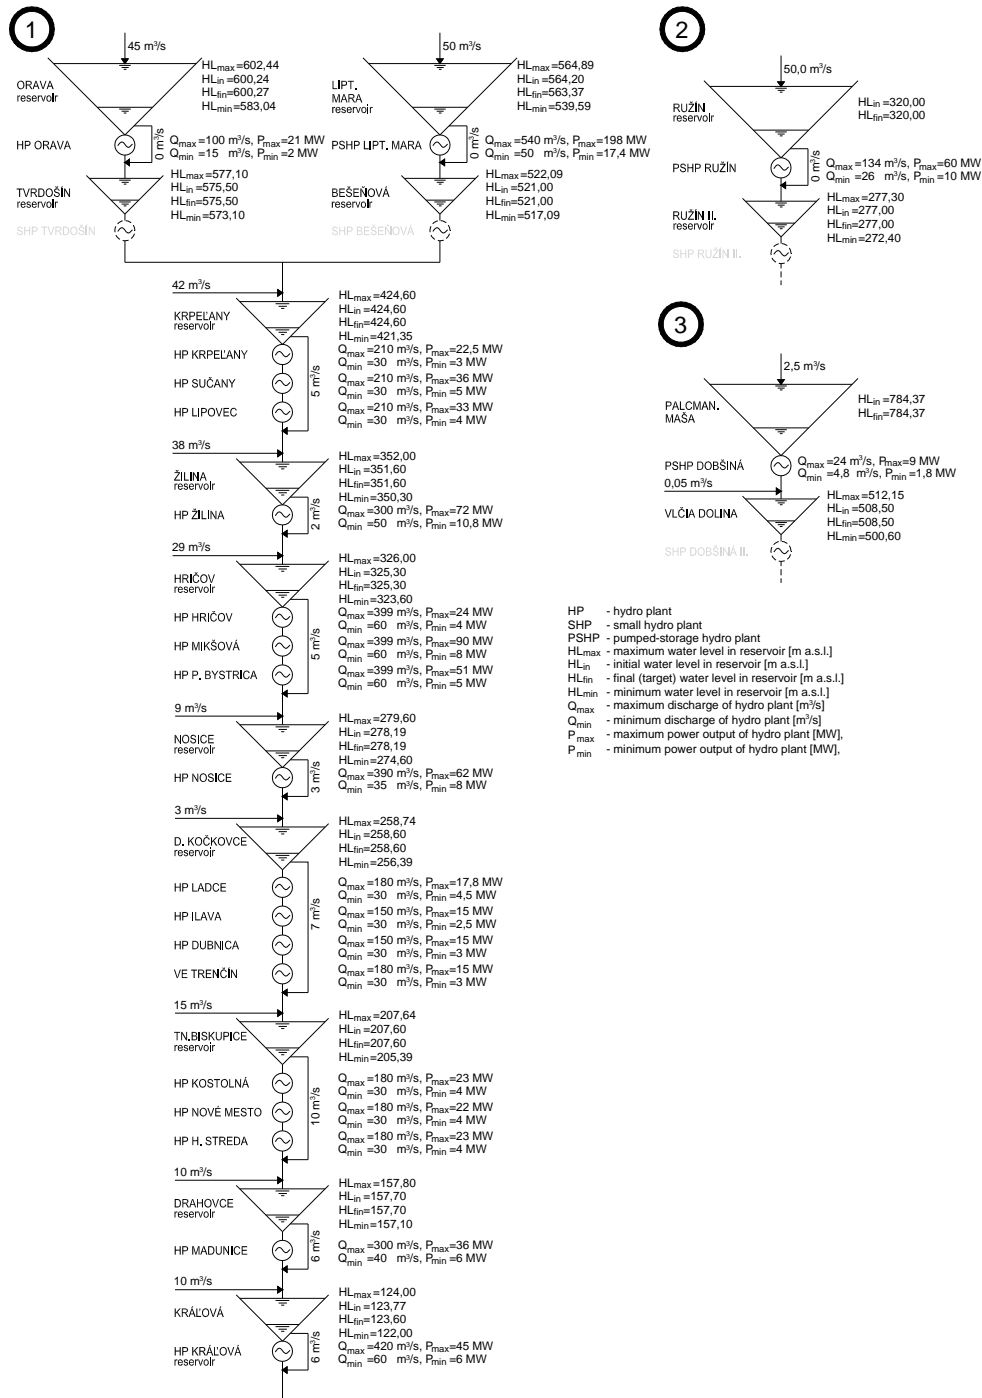 1
45 m³/s
ORAVA
reservoir
HLmax=602,44
HLin =600,24
HLfin=600,27
HLmin=583,04
HP ORAVA
0 m³/s
Qmax =100 m³/s, Pmax=21 MW
Qmin =15 m³/s, Pmin =2 MW
TVRDOŠÍN
reservoir
HLmax=577,10
HLin =575,50
HLfin=575,50
HLmin=573,10
SHP TVRDOŠÍN
50 m³/s
LIPT.
MARA
reservoir
HLmax=564,89
HLin =564,20
HLfin=563,37
HLmin=539,59
PSHP LIPT. MARA
0 m³/s
Qmax =540 m³/s, Pmax=198 MW
Qmin =50 m³/s, Pmin =17,4 MW
BEŠEŇOVÁ
reservoir
HLmax=522,09
HLin =521,00
HLfin=521,00
HLmin=517,09
SHP BEŠEŇOVÁ
42 m³/s
KRPEĽANY
reservoir
HLmax=424,60
HLin =424,60
HLfin=424,60
HLmin=421,35
HP KRPEĽANY
Qmax =210 m³/s, Pmax=22,5 MW
Qmin =30 m³/s, Pmin =3 MW
HP SUČANY
Qmax =210 m³/s, Pmax=36 MW
Qmin =30 m³/s, Pmin =5 MW
HP LIPOVEC
Qmax =210 m³/s, Pmax=33 MW
Qmin =30 m³/s, Pmin =4 MW
5 m³/s
38 m³/s
ŽILINA
reservoir
HLmax=352,00
HLin =351,60
HLfin=351,60
HLmin=350,30
HP ŽILINA
Qmax =300 m³/s, Pmax=72 MW
Qmin =50 m³/s, Pmin =10,8 MW
2 m³/s
29 m³/s
HRIČOV
reservoir
HLmax=326,00
HLin =325,30
HLfin=325,30
HLmin=323,60
HP HRIČOV
Qmax =399 m³/s, Pmax=24 MW
Qmin =60 m³/s, Pmin =4 MW
HP MIKŠOVÁ
Qmax =399 m³/s, Pmax=90 MW
Qmin =60 m³/s, Pmin =8 MW
HP P. BYSTRICA
Qmax =399 m³/s, Pmax=51 MW
Qmin =60 m³/s, Pmin =5 MW
5 m³/s
9 m³/s
NOSICE
reservoir
HLmax=279,60
HLin =278,19
HLfin=278,19
HLmin=274,60
HP NOSICE
Qmax =390 m³/s, Pmax=62 MW
Qmin =35 m³/s, Pmin =8 MW
3 m³/s
3 m³/s
D. KOČKOVCE
reservoir
HLmax=258,74
HLin =258,60
HLfin=258,60
HLmin=256,39
HP LADCE
Qmax =180 m³/s, Pmax=17,8 MW
Qmin =30 m³/s, Pmin =4,5 MW
HP ILAVA
Qmax =150 m³/s, Pmax=15 MW
Qmin =30 m³/s, Pmin =2,5 MW
HP DUBNICA
Qmax =150 m³/s, Pmax=15 MW
Qmin =30 m³/s, Pmin =3 MW
VE TRENČÍN
Qmax =180 m³/s, Pmax=15 MW
Qmin =30 m³/s, Pmin =3 MW
7 m³/s
15 m³/s
TN.BISKUPICE
reservoir
HLmax=207,64
HLin =207,60
HLfin=207,60
HLmin=205,39
HP KOSTOLNÁ
Qmax =180 m³/s, Pmax=23 MW
Qmin =30 m³/s, Pmin =4 MW
HP NOVÉ MESTO
Qmax =180 m³/s, Pmax=22 MW
Qmin =30 m³/s, Pmin =4 MW
HP H. STREDA
Qmax =180 m³/s, Pmax=23 MW
Qmin =30 m³/s, Pmin =4 MW
10 m³/s
10 m³/s
DRAHOVCE
reservoir
HLmax=157,80
HLin =157,70
HLfin=157,70
HLmin=157,10
HP MADUNICE
Qmax =300 m³/s, Pmax=36 MW
Qmin =40 m³/s, Pmin =6 MW
6 m³/s
10 m³/s
KRÁĽOVÁ
HLmax=124,00
HLin =123,77
HLfin=123,60
HLmin=122,00
HP KRÁĽOVÁ
reservoir
Qmax =420 m³/s, Pmax=45 MW
Qmin =60 m³/s, Pmin =6 MW
6 m³/s
2
50,0 m³/s
RUŽÍN
reservoir
HLin =320,00
HLfin=320,00
PSHP RUŽÍN
0 m³/s
Qmax =134 m³/s, Pmax=60 MW
Qmin =26 m³/s, Pmin =10 MW
RUŽÍN II.
reservoir
HLmax=277,30
HLin =277,00
HLfin=277,00
HLmin=272,40
SHP RUŽÍN II.
3
2,5 m³/s
PALCMAN.
MAŠA
HLin =784,37
HLfin=784,37
PSHP DOBŠINÁ
Qmax =24 m³/s, Pmax=9 MW
Qmin =4,8 m³/s, Pmin =1,8 MW
0,05 m³/s
VLČIA DOLINA
HLmax=512,15
HLin =508,50
HLfin=508,50
HLmin=500,60
SHP DOBŠINÁ II.
HP - hydro plant
SHP - small hydro plant
PSHP - pumped-storage hydro plant
HLmax - maximum water level in reservoir [m a.s.l.]
HLin - initial water level in reservoir [m a.s.l.]
HLfin - final (target) water level in reservoir [m a.s.l.]
HLmin - minimum water level in reservoir [m a.s.l.]
Qmax - maximum discharge of hydro plant [m³/s]
Qmin - minimum discharge of hydro plant [m³/s]
Pmax - maximum power output of hydro plant [MW],
Pmin - minimum power output of hydro plant [MW],